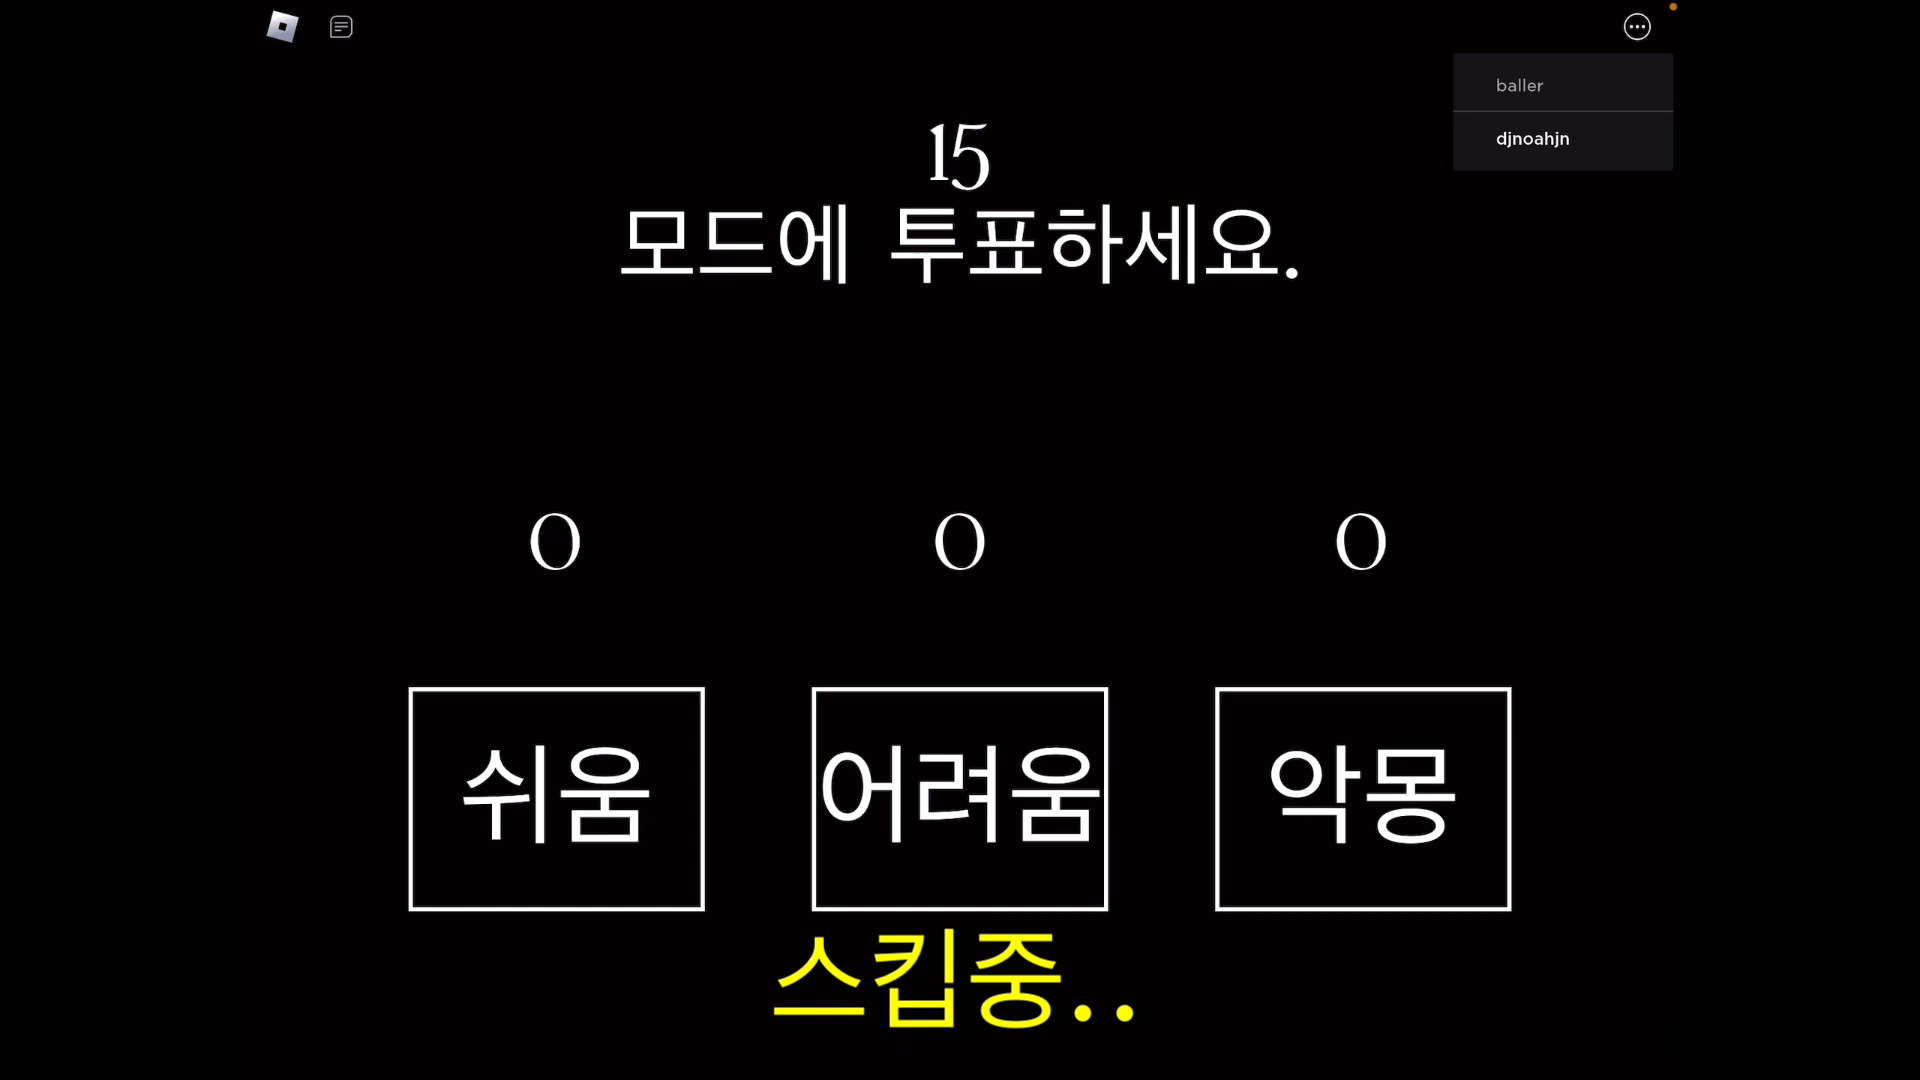 baller
djnoahjn
15
모드에 투표하세요.
0 0 0
쉬움 어려움 악몽
스킵중..